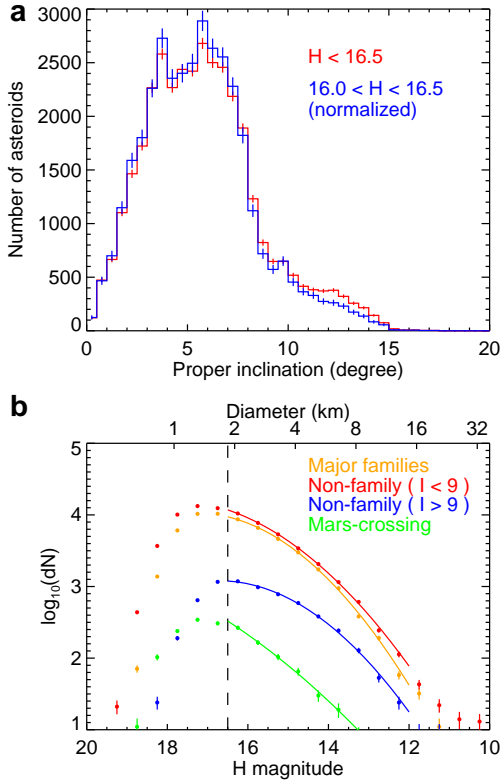 a
3000
2500
2000
1500
1000
500
0
Number of asteroids
H < 16.5
16.0 < H < 16.5
(normalized)
0 5 10 15 20
Proper inclination (degree)
b
Diameter (km)
1 2 4 8 16 32
Major families
Non-family ( I < 9 )
Non-family ( I > 9 )
Mars-crossing
5
4
3
2
1
log10(dN)
20 18 16 14 12 10
H magnitude